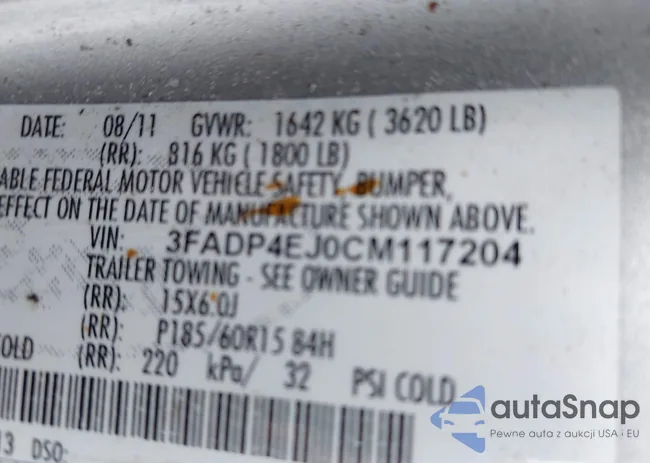 DATE: 08/11 GVWR: 1642 KG ( 3620 LB)
(RR): 816 KG ( 1800 LB)
ABLE FEDERAL MOTOR VEHICLE SAFETY, BUMPER,
EFFECT ON THE DATE OF MANUFACTURE SHOWN ABOVE.
VIN: 3FADP4EJ0CM117204
TRAILER TOWING - SEE OWNER GUIDE
(RR): 15X6.0J
(RR): P185/60R15 84H
COLD (RR): 220 kPa/ 32 PSI COLD
13 DSO:
autaSnap
Pewne auta z aukcji USA i EU